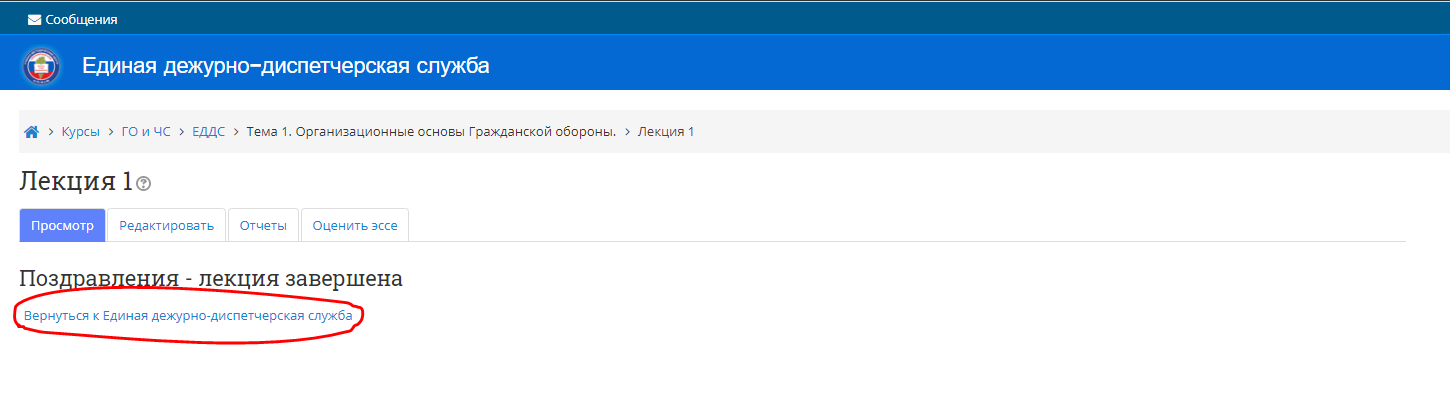 Сообщения
Единая дежурно-диспетчерская служба
Курсы > ГО и ЧС > ЕДДС > Тема 1. Организационные основы Гражданской обороны. > Лекция 1
Лекция 1 ?
Просмотр Редактировать Отчеты Оценить эссе
Поздравления - лекция завершена
Вернуться к Единая дежурно-диспетчерская служба